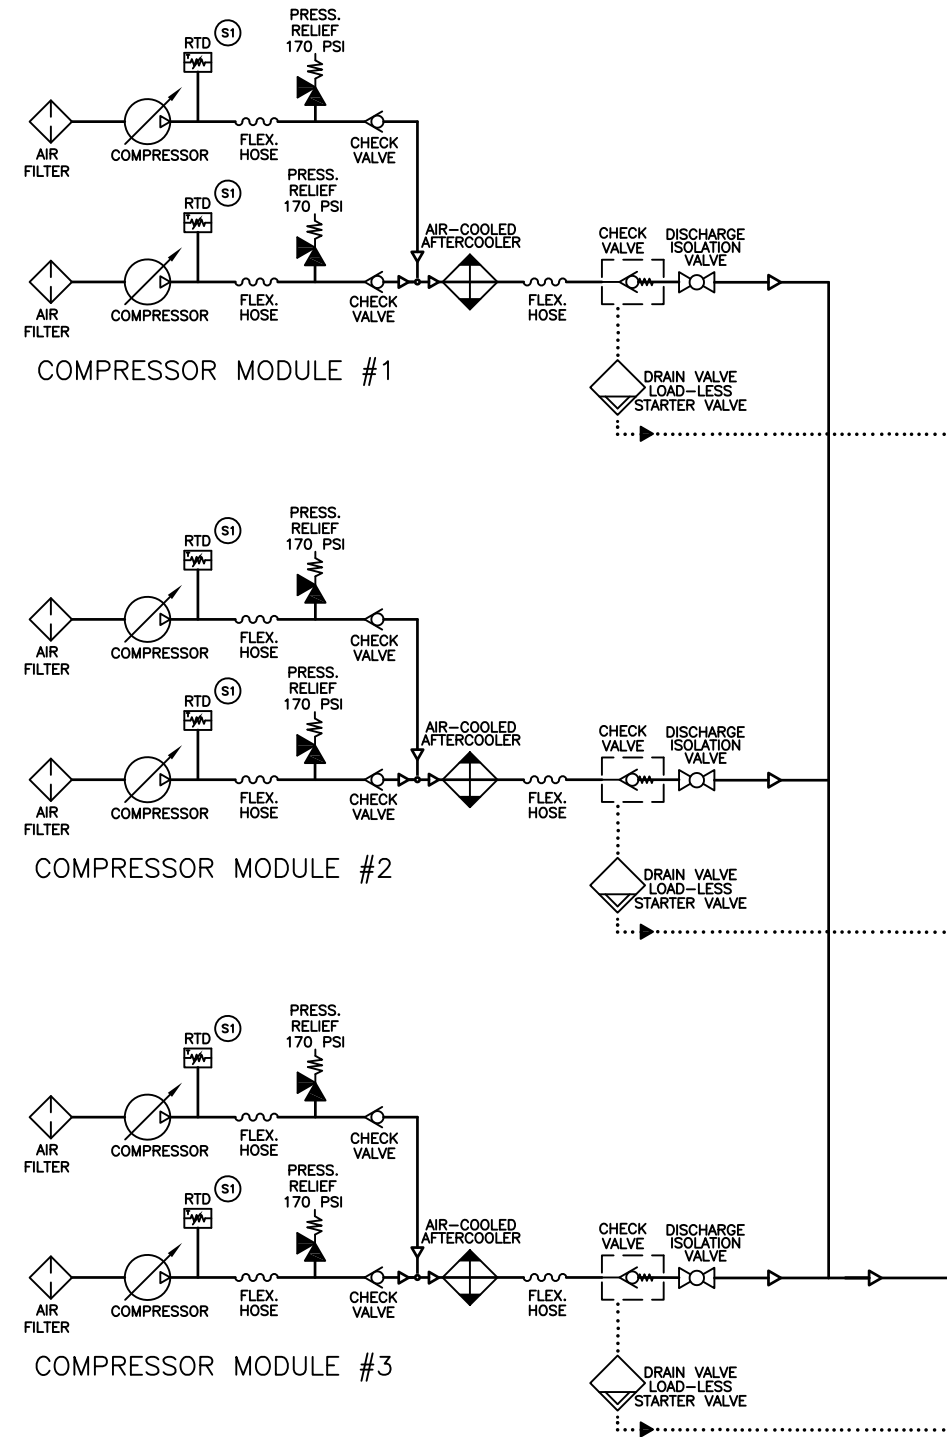 PRESS.
RELIEF
170 PSI
S1
RTD
AIR
FILTER
COMPRESSOR
FLEX.
HOSE
CHECK
VALVE
PRESS.
RELIEF
170 PSI
S1
RTD
AIR
FILTER
COMPRESSOR
FLEX.
HOSE
CHECK
VALVE
AIR-COOLED
AFTERCOOLER
FLEX.
HOSE
CHECK
VALVE
DISCHARGE
ISOLATION
VALVE
COMPRESSOR MODULE #1
DRAIN VALVE
LOAD-LESS
STARTER VALVE
PRESS.
RELIEF
170 PSI
S1
RTD
AIR
FILTER
COMPRESSOR
FLEX.
HOSE
CHECK
VALVE
PRESS.
RELIEF
170 PSI
S1
RTD
AIR
FILTER
COMPRESSOR
FLEX.
HOSE
CHECK
VALVE
AIR-COOLED
AFTERCOOLER
FLEX.
HOSE
CHECK
VALVE
DISCHARGE
ISOLATION
VALVE
COMPRESSOR MODULE #2
DRAIN VALVE
LOAD-LESS
STARTER VALVE
PRESS.
RELIEF
170 PSI
S1
RTD
AIR
FILTER
COMPRESSOR
FLEX.
HOSE
CHECK
VALVE
PRESS.
RELIEF
170 PSI
S1
RTD
AIR
FILTER
COMPRESSOR
FLEX.
HOSE
CHECK
VALVE
AIR-COOLED
AFTERCOOLER
FLEX.
HOSE
CHECK
VALVE
DISCHARGE
ISOLATION
VALVE
COMPRESSOR MODULE #3
DRAIN VALVE
LOAD-LESS
STARTER VALVE